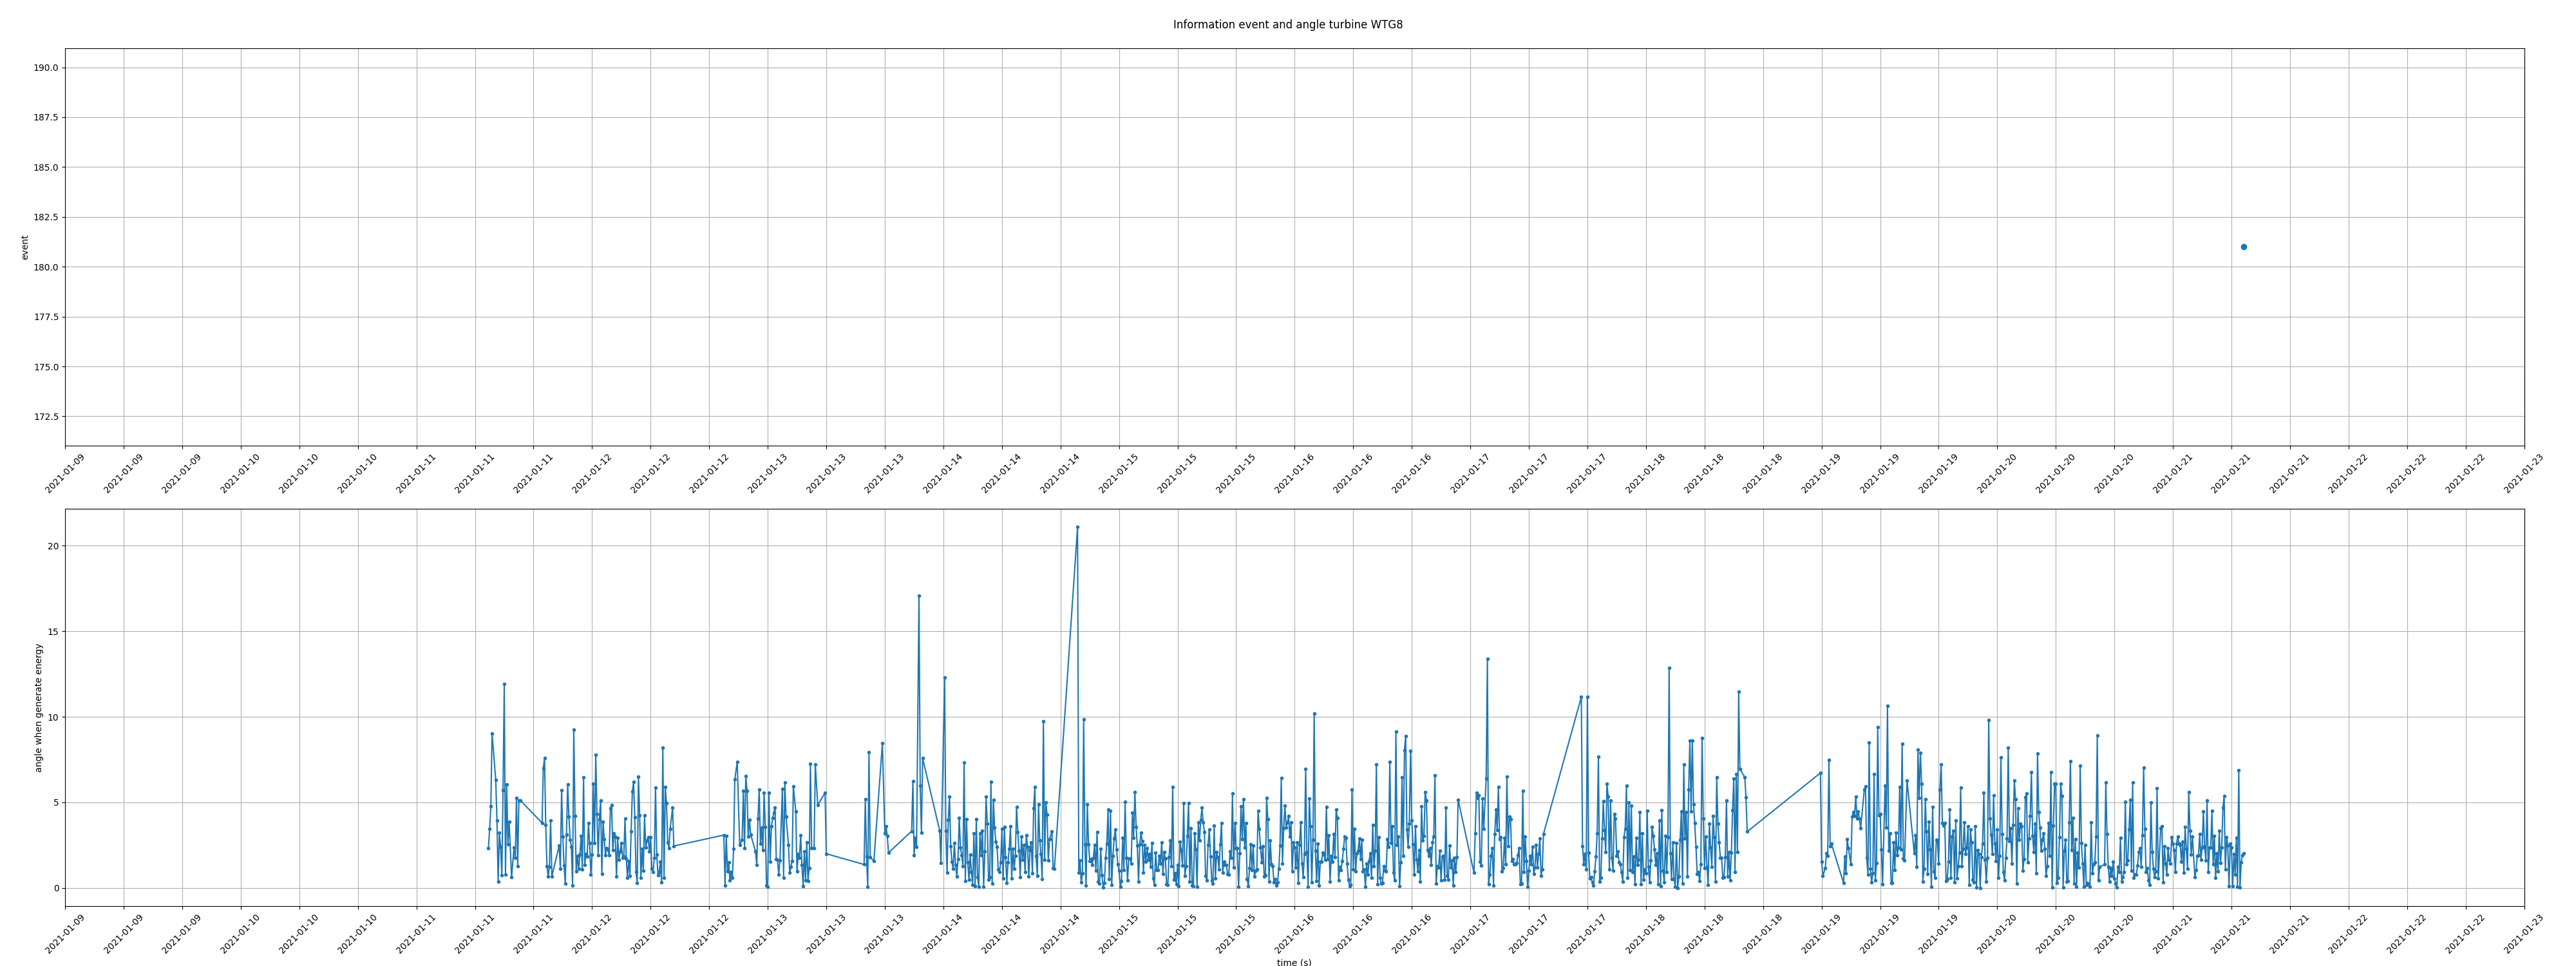 Information event and angle turbine WTG8
190.0
187.5
185.0
182.5
180.0
177.5
175.0
172.5
event
2021-01-09 2021-01-09 2021-01-09 2021-01-10 2021-01-10 2021-01-10 2021-01-11 2021-01-11 2021-01-11 2021-01-12 2021-01-12 2021-01-12 2021-01-13 2021-01-13 2021-01-13 2021-01-14 2021-01-14 2021-01-14 2021-01-15 2021-01-15 2021-01-15 2021-01-16 2021-01-16 2021-01-16 2021-01-17 2021-01-17 2021-01-17 2021-01-18 2021-01-18 2021-01-18 2021-01-19 2021-01-19 2021-01-19 2021-01-20 2021-01-20 2021-01-20 2021-01-21 2021-01-21 2021-01-21 2021-01-22 2021-01-22 2021-01-22 2021-01-23
20
15
10
5
0
angle when generate energy
2021-01-09 2021-01-09 2021-01-09 2021-01-10 2021-01-10 2021-01-10 2021-01-11 2021-01-11 2021-01-11 2021-01-12 2021-01-12 2021-01-12 2021-01-13 2021-01-13 2021-01-13 2021-01-14 2021-01-14 2021-01-14 2021-01-15 2021-01-15 2021-01-15 2021-01-16 2021-01-16 2021-01-16 2021-01-17 2021-01-17 2021-01-17 2021-01-18 2021-01-18 2021-01-18 2021-01-19 2021-01-19 2021-01-19 2021-01-20 2021-01-20 2021-01-20 2021-01-21 2021-01-21 2021-01-21 2021-01-22 2021-01-22 2021-01-22 2021-01-23
time (s)